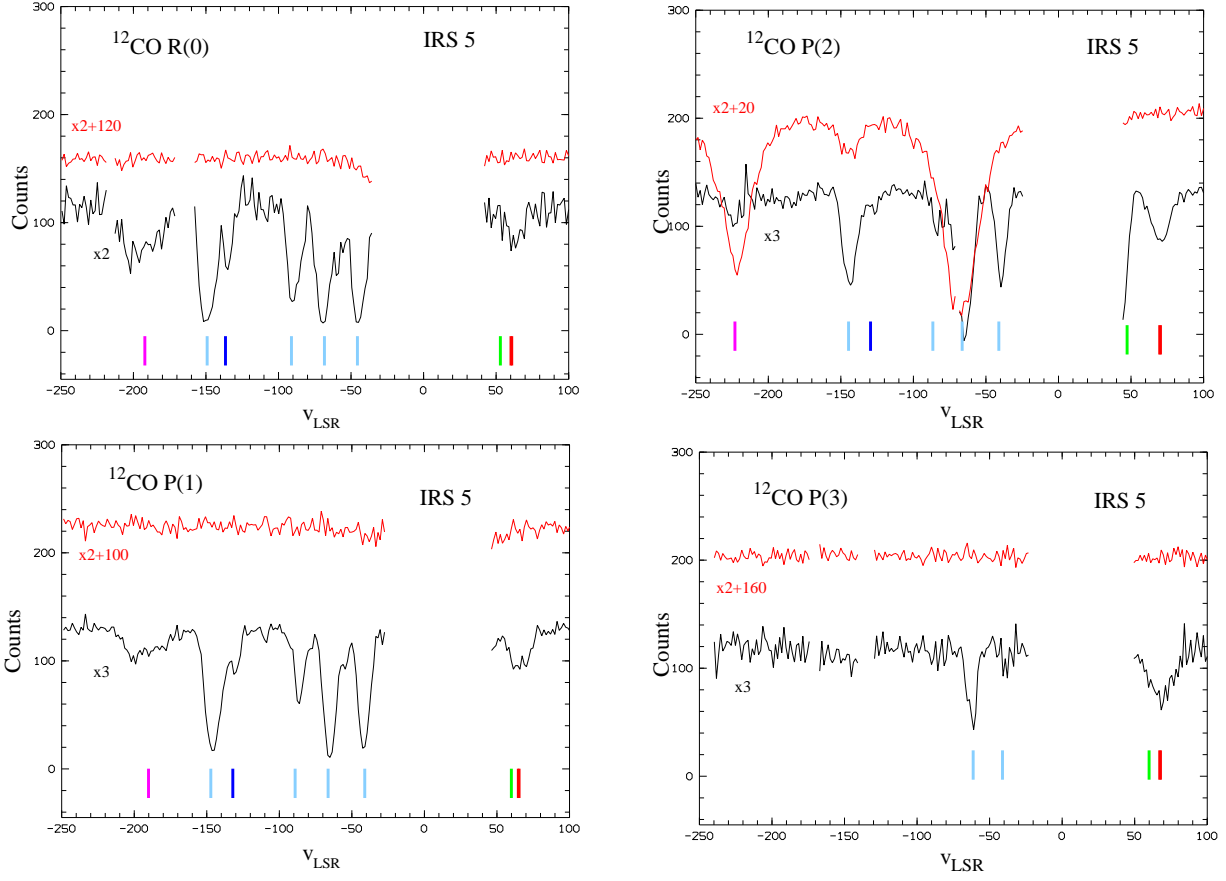 300
200
100
0
-250
-200
-150
-100
-50
0
50
100
Counts
v_LSR
¹²CO R(0)
IRS 5
x2+120
x2
300
200
100
0
-250
-200
-150
-100
-50
0
50
100
Counts
v_LSR
¹²CO P(2)
IRS 5
x2+20
x3
300
200
100
0
-250
-200
-150
-100
-50
0
50
100
Counts
v_LSR
¹²CO P(1)
IRS 5
x2+100
x3
300
200
100
0
-250
-200
-150
-100
-50
0
50
100
Counts
v_LSR
¹²CO P(3)
IRS 5
x2+160
x3